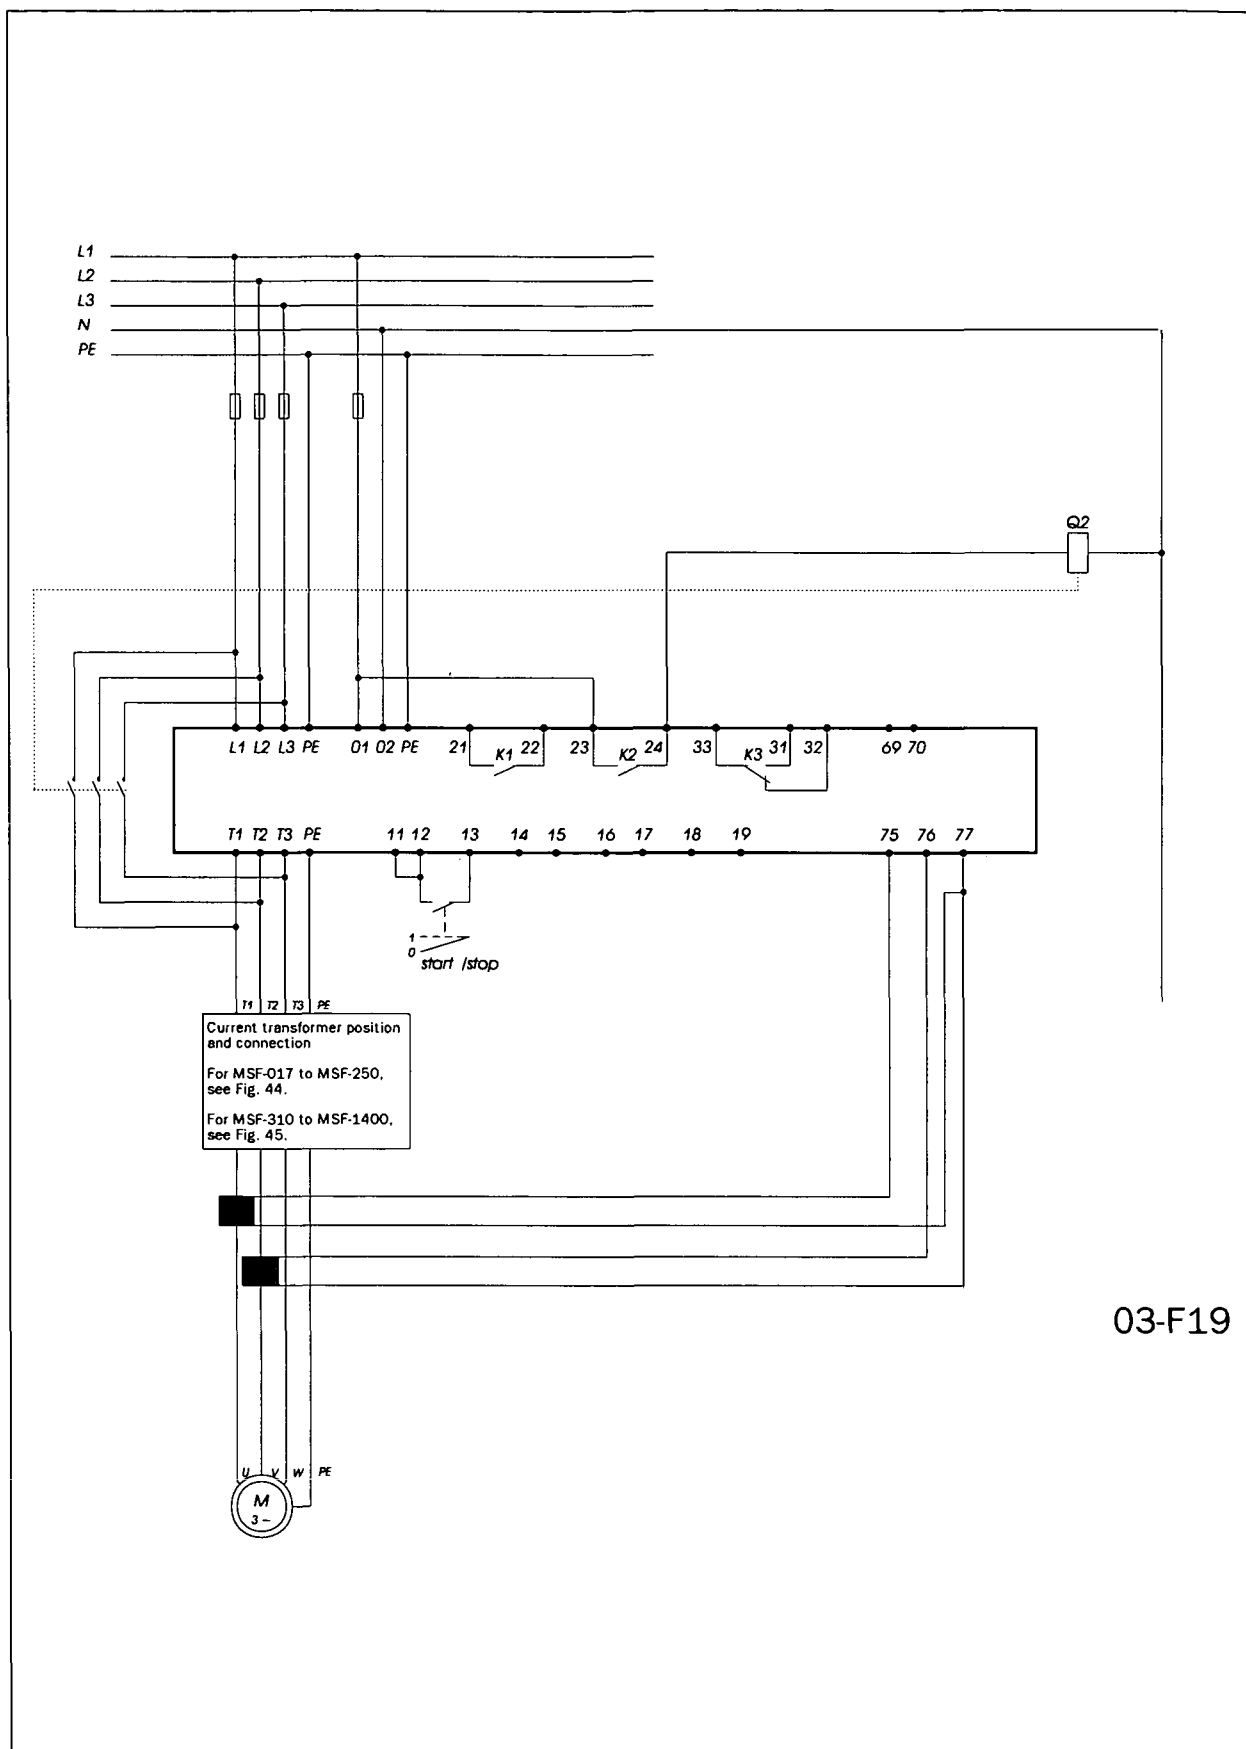 L1
L2
L3
N
PE
Q2
L1 L2 L3 PE 01 02 PE 21 22 23 24 33 31 32 69 70
K1 K2 K3
T1 T2 T3 PE 11 12 13 14 15 16 17 18 19 75 76 77
1
0
start /stop
T1 T2 T3 PE
Current transformer position
and connection
For MSF-017 to MSF-250,
see Fig. 44.
For MSF-310 to MSF-1400,
see Fig. 45.
03-F19
U V W PE
M
3 ~